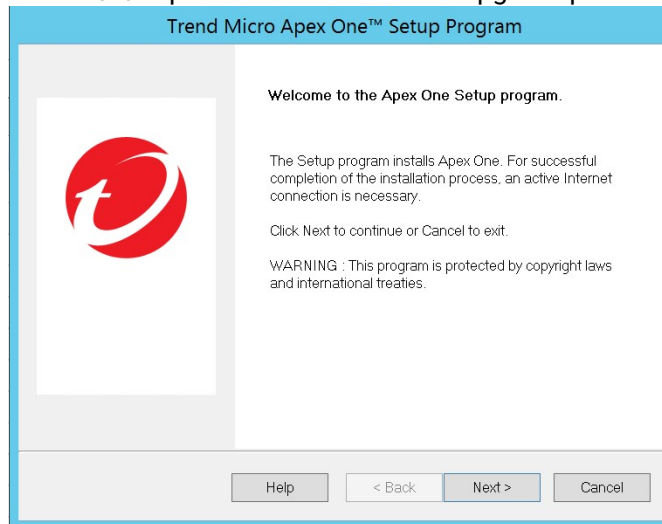 Trend Micro Apex One™ Setup Program
Welcome to the Apex One Setup program.
The Setup program installs Apex One. For successful
completion of the installation process, an active Internet
connection is necessary.
Click Next to continue or Cancel to exit.
WARNING : This program is protected by copyright laws
and international treaties.
Help
< Back
Next >
Cancel